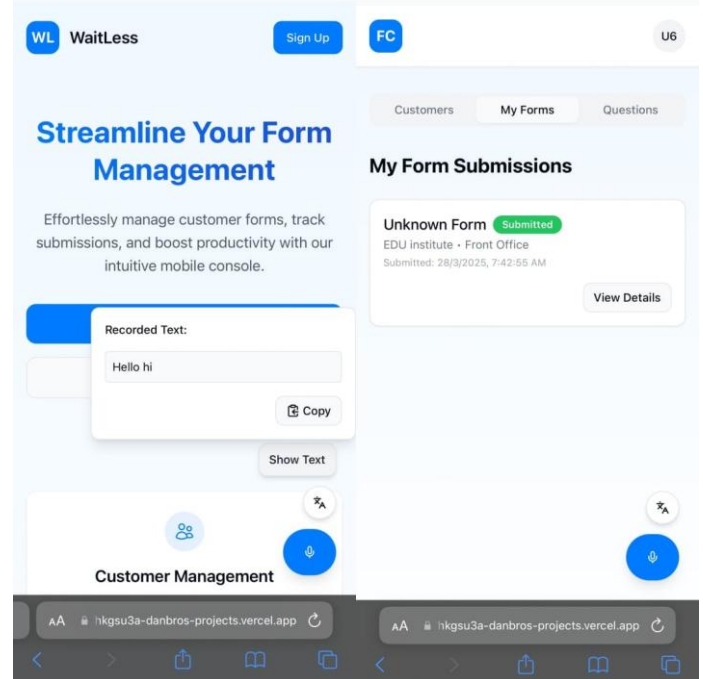 WL WaitLess Sign Up
Streamline Your Form
Management
Effortlessly manage customer forms, track
submissions, and boost productivity with our
intuitive mobile console.
Recorded Text:
Hello hi
Copy
Show Text
Customer Management
AA hkgsu3a-danbros-projects.vercel.app
FC U6
Customers My Forms Questions
My Form Submissions
Unknown Form Submitted
EDU institute • Front Office
Submitted: 28/3/2025, 7:42:55 AM
View Details
AA hkgsu3a-danbros-projects.vercel.app